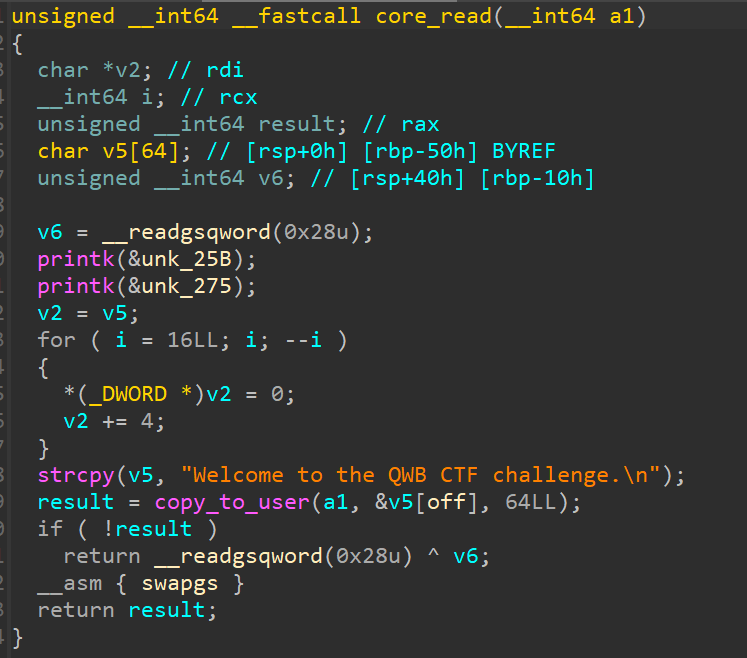 unsigned __int64 __fastcall core_read(__int64 a1)
{
  char *v2; // rdi
  __int64 i; // rcx
  unsigned __int64 result; // rax
  char v5[64]; // [rsp+0h] [rbp-50h] BYREF
  unsigned __int64 v6; // [rsp+40h] [rbp-10h]

  v6 = __readgsqword(0x28u);
  printk(&unk_25B);
  printk(&unk_275);
  v2 = v5;
  for ( i = 16LL; i; --i )
  {
    *(_DWORD *)v2 = 0;
    v2 += 4;
  }
  strcpy(v5, "Welcome to the QWB CTF challenge.\n");
  result = copy_to_user(a1, &v5[off], 64LL);
  if ( !result )
    return __readgsqword(0x28u) ^ v6;
  __asm { swapgs }
  return result;
}